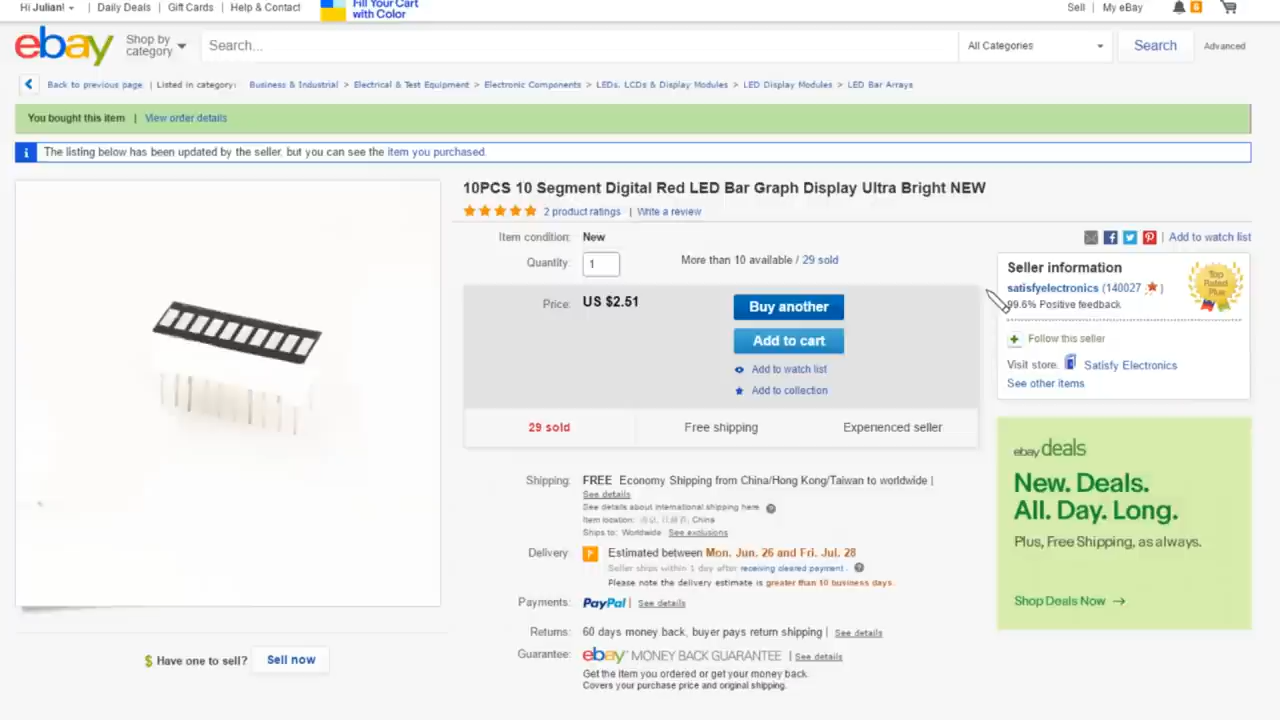 Hi Julian! | Daily Deals | Gift Cards | Help & Contact
Fill Your Cart
with Color
Sell | My eBay
6
ebay
Shop by
category
Search...
All Categories
Search
Advanced
Back to previous page | Listed in category: Business & Industrial > Electrical & Test Equipment > Electronic Components > LEDs, LCDs & Display Modules > LED Display Modules > LED Bar Arrays
You bought this item | View order details
i The listing below has been updated by the seller, but you can see the item you purchased.
10PCS 10 Segment Digital Red LED Bar Graph Display Ultra Bright NEW
2 product ratings | Write a review
Item condition: New
Quantity: 1
More than 10 available / 29 sold
Price: US $2.51
Buy another
Add to cart
Add to watch list
Add to collection
29 sold
Free shipping
Experienced seller
Shipping: FREE Economy Shipping from China/Hong Kong/Taiwan to worldwide |
See details
See details about international shipping here ?
Item location: China
Ships to: Worldwide See exclusions
Delivery: Estimated between Mon. Jun. 26 and Fri. Jul. 28
Seller ships within 1 day after receiving cleared payment. ?
Please note the delivery estimate is greater than 10 business days.
Payments: PayPal | See details
Returns: 60 days money back, buyer pays return shipping | See details
Guarantee: ebay MONEY BACK GUARANTEE | See details
Get the item you ordered or get your money back.
Covers your purchase price and original shipping.
| Add to watch list
Seller information
satisfyelectronics (140027 )
99.6% Positive feedback
Top
Rated
Plus
Follow this seller
Visit store: Satisfy Electronics
See other items
ebay deals
New. Deals.
All. Day. Long.
Plus, Free Shipping, as always.
Shop Deals Now →
$ Have one to sell? Sell now